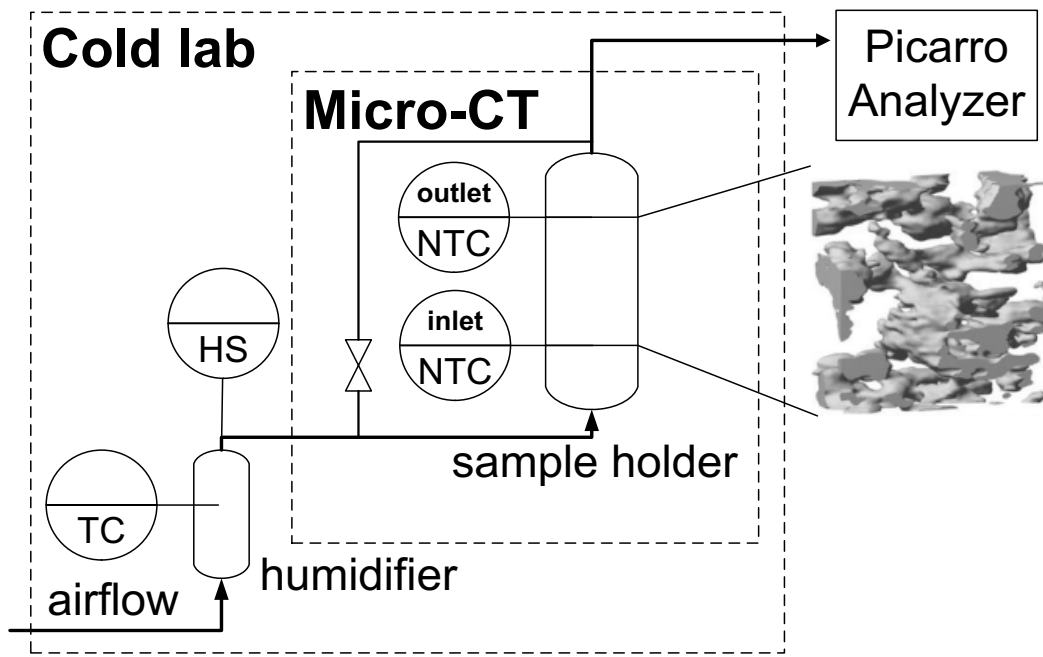 Cold lab
Picarro
Analyzer
Micro-CT
outlet
NTC
inlet
NTC
HS
sample holder
TC
humidifier
airflow